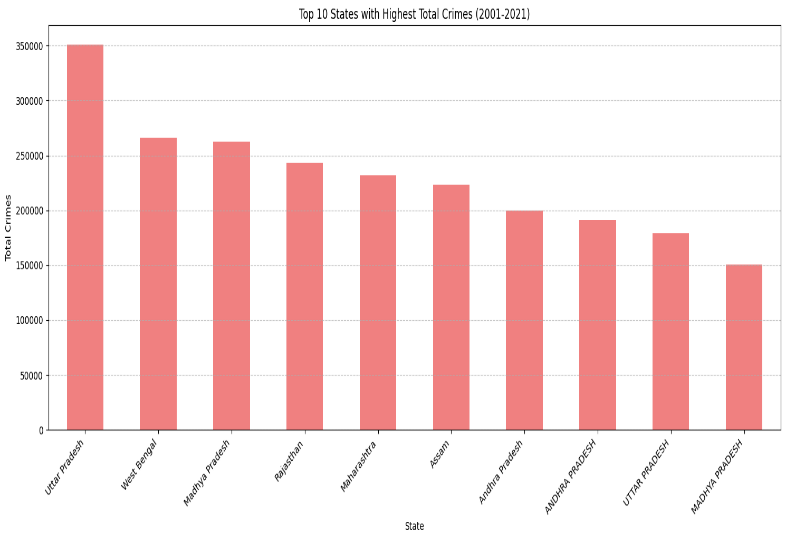 Top 10 States with Highest Total Crimes (2001-2021)
350000
300000
250000
200000
150000
100000
50000
0
Total Crimes
Uttar Pradesh
West Bengal
Madhya Pradesh
Rajasthan
Maharashtra
Assam
Andhra Pradesh
ANDHRA PRADESH
UTTAR PRADESH
MADHYA PRADESH
State